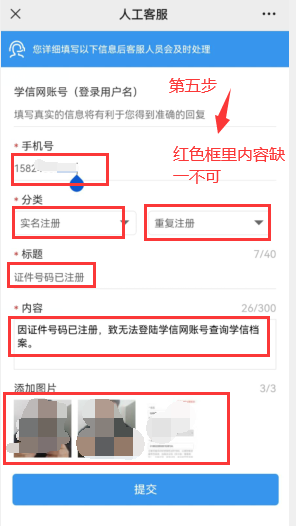 人工客服
您详细填写以下信息后客服人员会及时处理
学信网账号（登录用户名）
第五步
填写真实的信息将有利于您得到准确的回复
* 手机号
红色框里内容缺一不可
1582
* 分类
实名注册
重复注册
* 标题
7/40
证件号码已注册
* 内容
26/300
因证件号码已注册，致无法登陆学信网账号查询学信档
案。
添加图片
3/3
提交